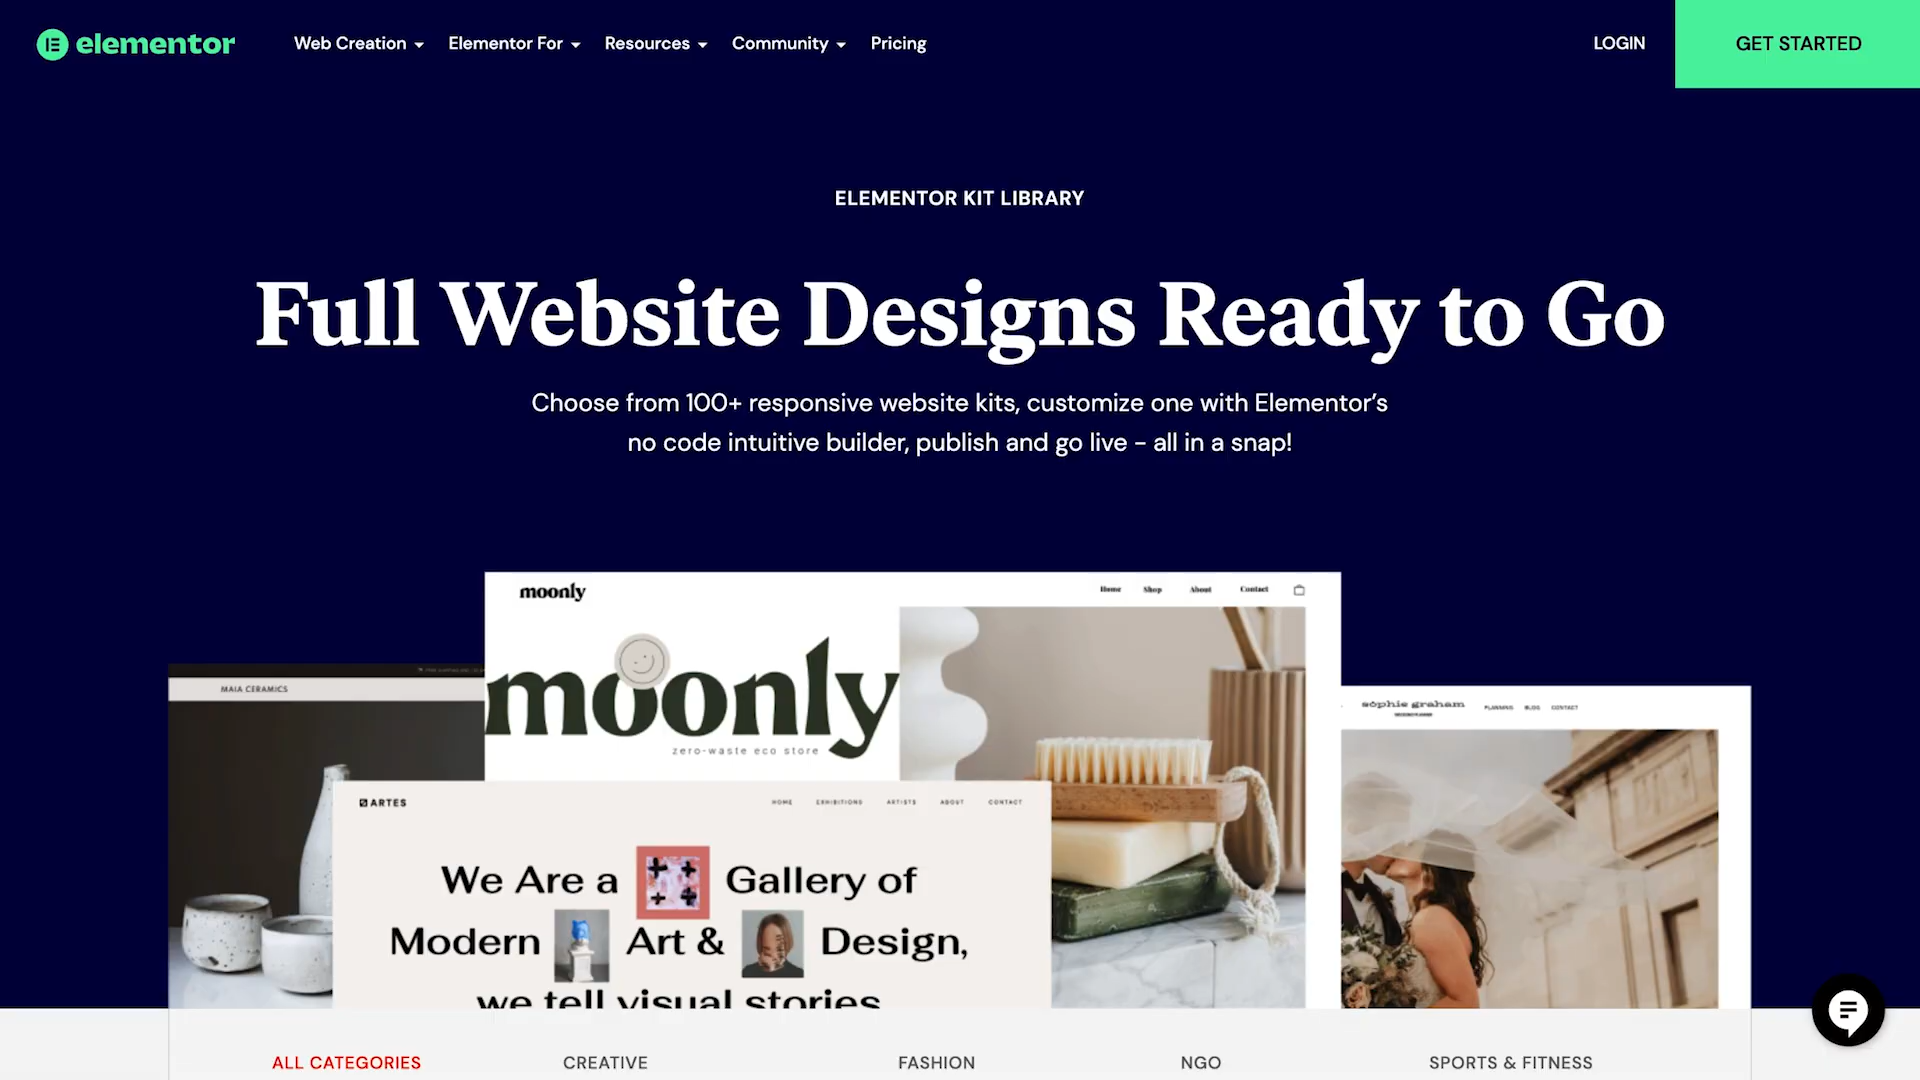 elementor
Web Creation
Elementor For
Resources
Community
Pricing
LOGIN
GET STARTED
ELEMENTOR KIT LIBRARY
Full Website Designs Ready to Go
Choose from 100+ responsive website kits, customize one with Elementor’s
no code intuitive builder, publish and go live - all in a snap!
moonly
Home Shop About Contact
moonly
zero-waste eco store
MAIA CERAMICS
sophie graham
WEDDING PLANNER
PLANNING BLOG CONTACT
ARTES
HOME EXHIBITIONS ARTISTS ABOUT CONTACT
We Are a Gallery of
Modern Art & Design,
we tell visual stories
ALL CATEGORIES
CREATIVE
FASHION
NGO
SPORTS & FITNESS